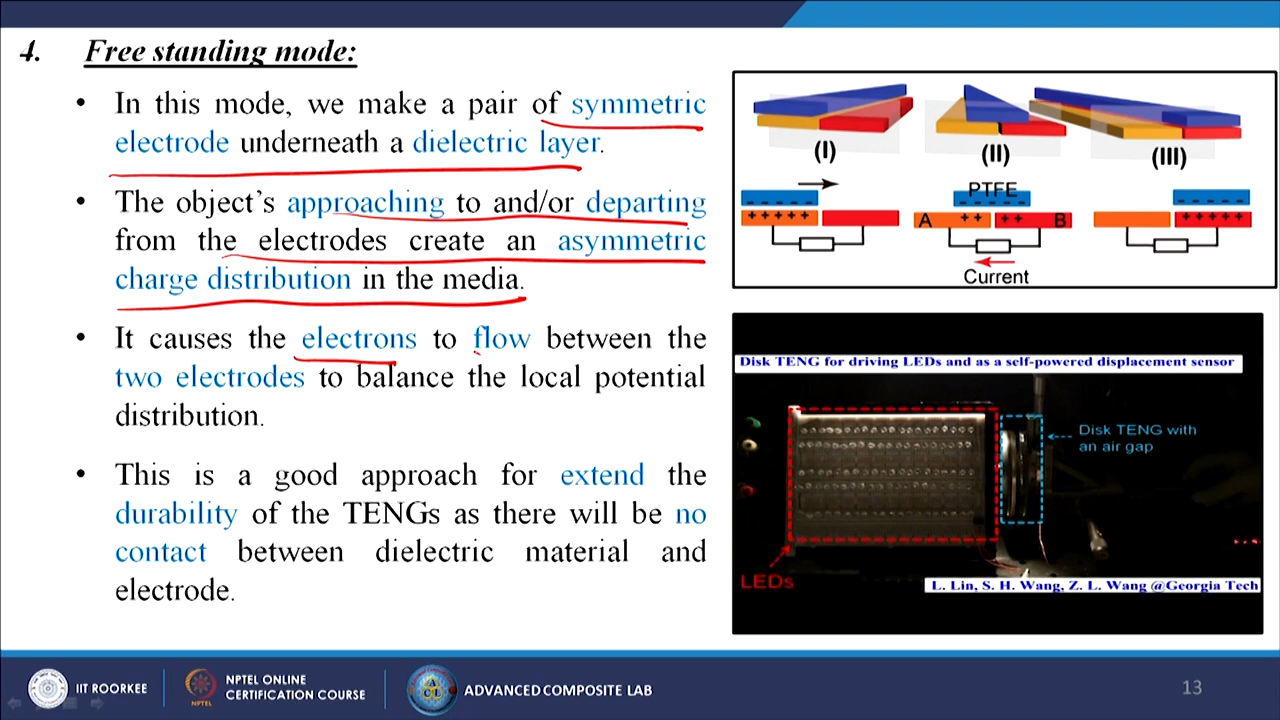 4. Free standing mode:
• In this mode, we make a pair of symmetric
electrode underneath a dielectric layer.
• The object's approaching to and/or departing
from the electrodes create an asymmetric
charge distribution in the media.
• It causes the electrons to flow between the
two electrodes to balance the local potential
distribution.
• This is a good approach for extend the
durability of the TENGs as there will be no
contact between dielectric material and
electrode.
(I) (II) (III)
PTFE
- - - - - - - - - - - - - - -
+ + + + + A + + + + B + + + + +
Current
Disk TENG for driving LEDs and as a self-powered displacement sensor
Disk TENG with
an air gap
LEDs
L. Lin, S. H. Wang, Z. L. Wang @Georgia Tech
IIT ROORKEE
NPTEL
NPTEL ONLINE
CERTIFICATION COURSE
ACL
ADVANCED COMPOSITE LAB
13